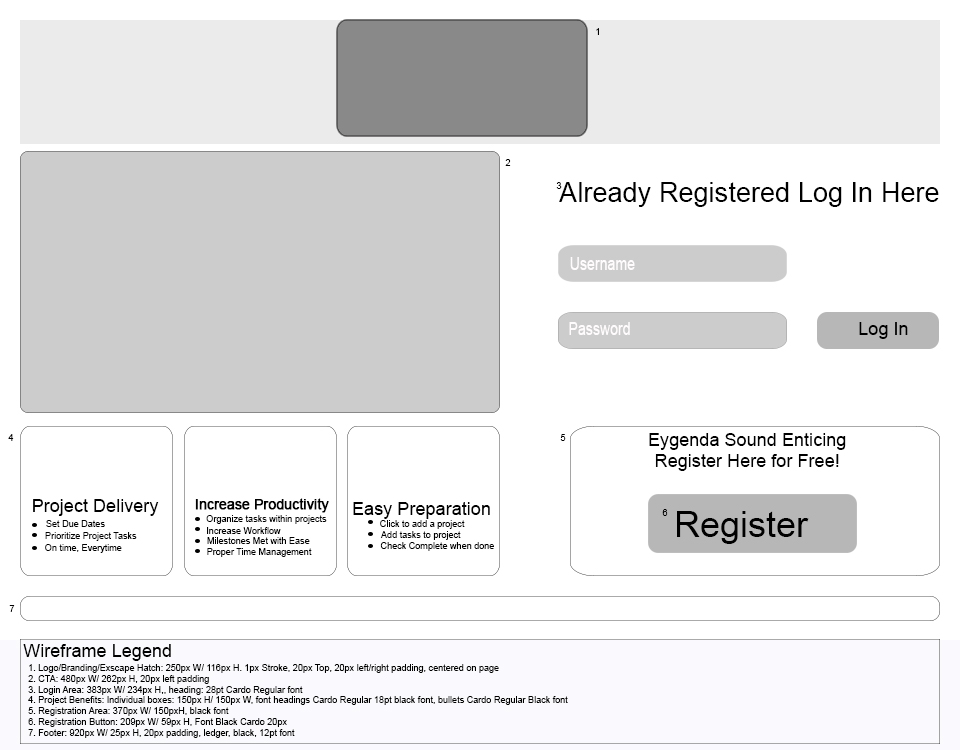 1
2
3
Already Registered Log In Here
Username
Password
Log In
4
Project Delivery
Set Due Dates
Prioritize Project Tasks
On time, Everytime
Increase Productivity
Organize tasks within projects
Increase Workflow
Milestones Met with Ease
Proper Time Management
Easy Preparation
Click to add a project
Add tasks to project
Check Complete when done
5
Eygenda Sound Enticing
Register Here for Free!
6
Register
7
Wireframe Legend
1. Logo/Branding/Exscape Hatch: 250px W/ 116px H. 1px Stroke, 20px Top, 20px left/right padding, centered on page
2. CTA: 480px W/ 262px H, 20px left padding
3. Login Area: 383px W/ 234px H,, heading: 28pt Cardo Regular font
4. Project Benefits: Individual boxes: 150px H/ 150px W, font headings Cardo Regular 18pt black font, bullets Cardo Regular Black font
5. Registration Area: 370px W/ 150pxH, black font
6. Registration Button: 209px W/ 59px H, Font Black Cardo 20px
7. Footer: 920px W/ 25px H, 20px padding, ledger, black, 12pt font